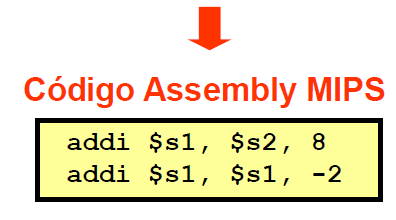 Código Assembly MIPS
addi $s1, $s2, 8
addi $s1, $s1, -2